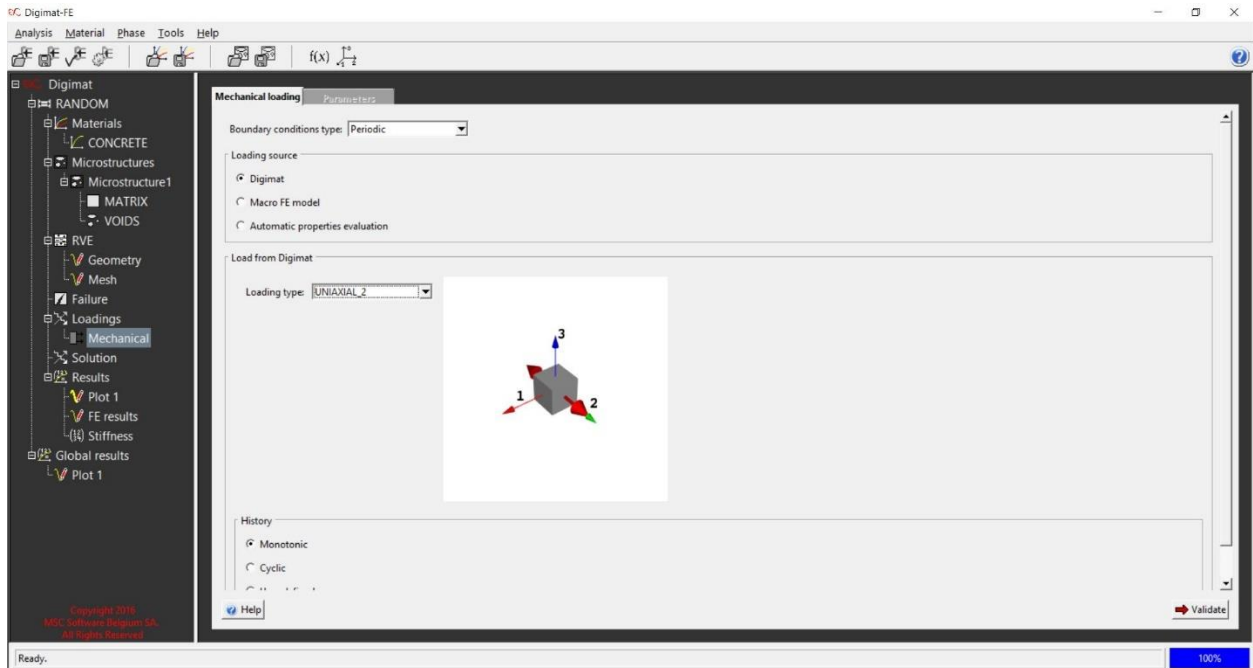 Digimat-FE
Analysis Material Phase Tools Help
f(x)
Digimat
RANDOM
Materials
CONCRETE
Microstructures
Microstructure1
MATRIX
VOIDS
RVE
Geometry
Mesh
Failure
Loadings
Mechanical
Solution
Results
Plot 1
FE results
Stiffness
Global results
Plot 1
Copyright 2016
MSC Software Belgium SA.
All Rights Reserved
Mechanical loading Parameters
Boundary conditions type: Periodic
Loading source
Digimat
Macro FE model
Automatic properties evaluation
Load from Digimat
Loading type: UNIAXIAL_2
3
1
2
History
Monotonic
Cyclic
Help
Validate
Ready.
100%